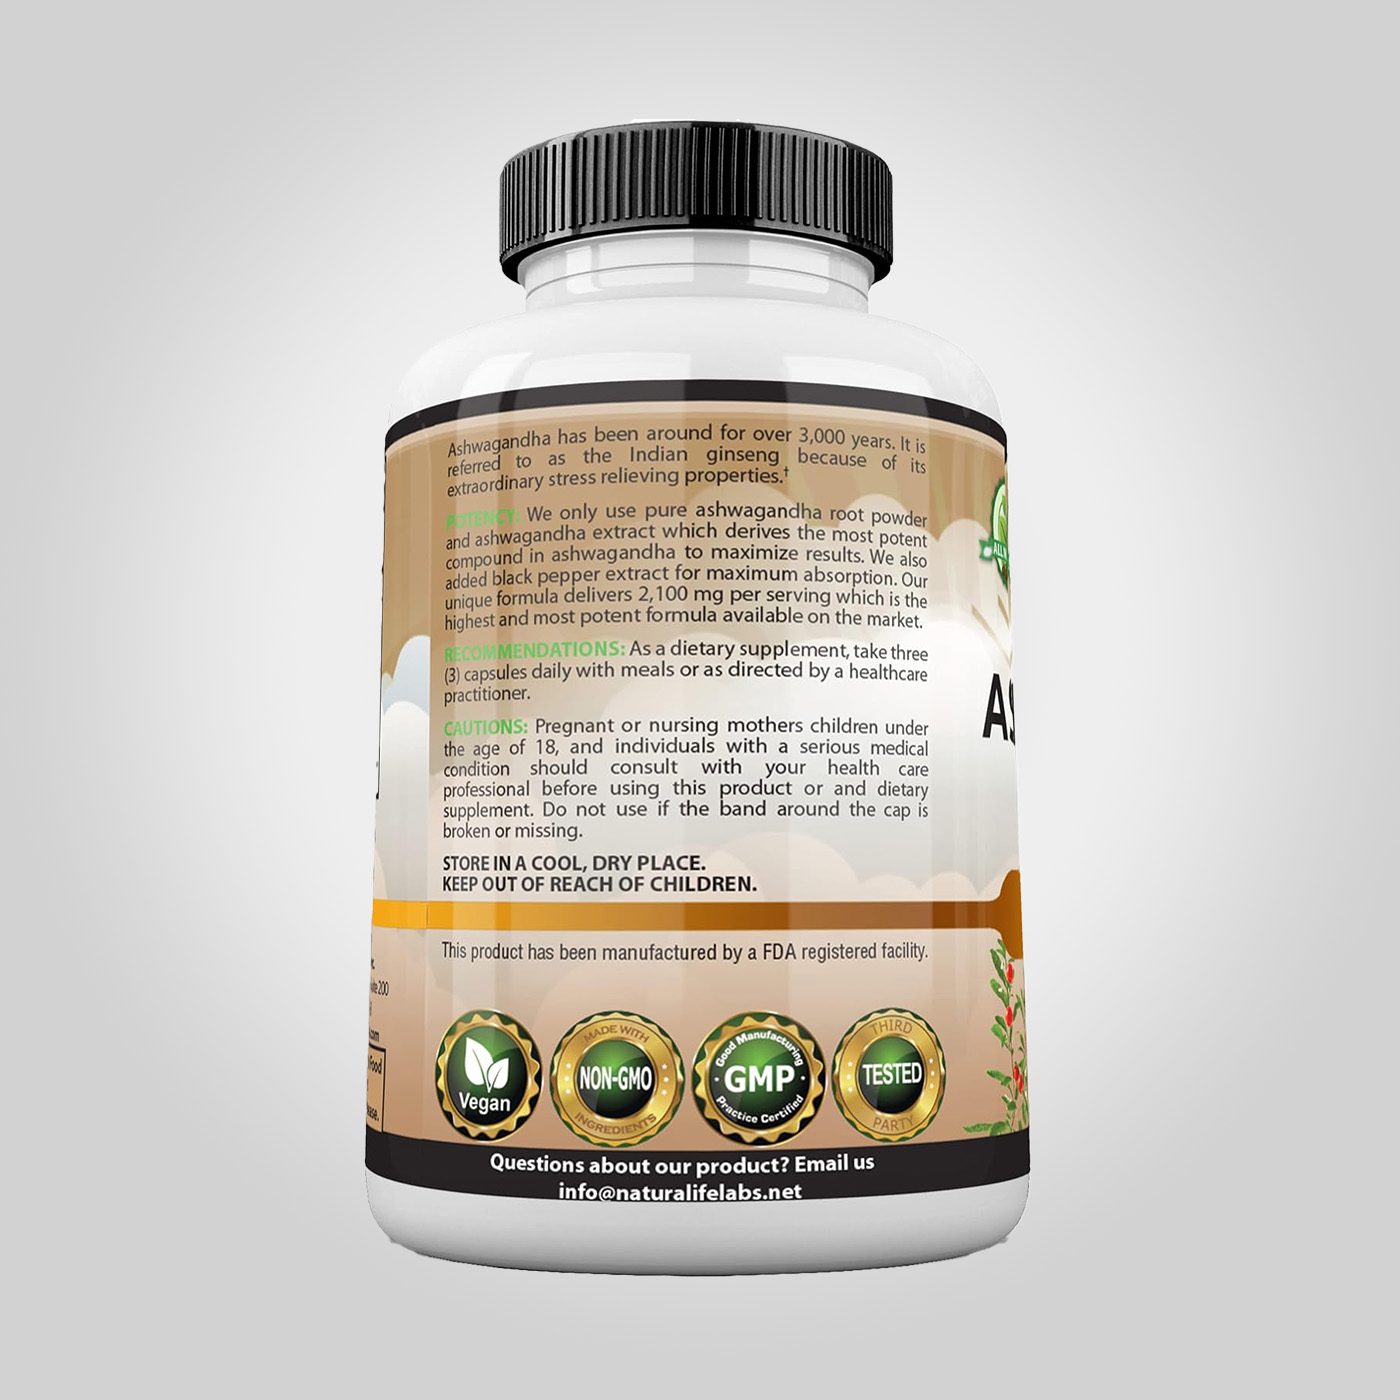 Ashwagandha has been around for over 3,000 years. It is
referred to as the Indian ginseng because of its
extraordinary stress relieving properties.†
POTENCY: We only use pure ashwagandha root powder
and ashwagandha extract which derives the most potent
compound in ashwagandha to maximize results. We also
added black pepper extract for maximum absorption. Our
unique formula delivers 2,100 mg per serving which is the
highest and most potent formula available on the market.
RECOMMENDATIONS: As a dietary supplement, take three
(3) capsules daily with meals or as directed by a healthcare
practitioner.
CAUTIONS: Pregnant or nursing mothers children under
the age of 18, and individuals with a serious medical
condition should consult with your health care
professional before using this product or and dietary
supplement. Do not use if the band around the cap is
broken or missing.
STORE IN A COOL, DRY PLACE.
KEEP OUT OF REACH OF CHILDREN.
This product has been manufactured by a FDA registered facility.
Vegan
MADE WITH
NON-GMO
INGREDIENTS
Good Manufacturing
GMP
Practice Certified
THIRD
TESTED
PARTY
Questions about our product? Email us
info@naturalifelabs.net
ALL
200
.com
Food